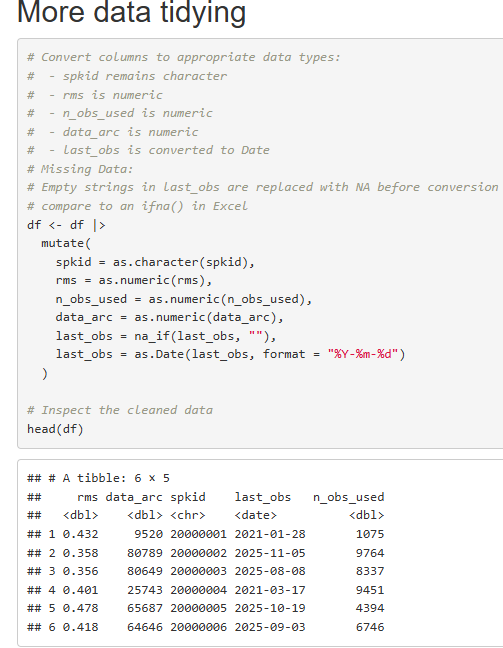 More data tidying
# Convert columns to appropriate data types:
#  - spkid remains character
#  - rms is numeric
#  - n_obs_used is numeric
#  - data_arc is numeric
#  - last_obs is converted to Date
# Missing Data:
# Empty strings in last_obs are replaced with NA before conversion
# compare to an ifna() in Excel
df <- df |>
  mutate(
    spkid = as.character(spkid),
    rms = as.numeric(rms),
    n_obs_used = as.numeric(n_obs_used),
    data_arc = as.numeric(data_arc),
    last_obs = na_if(last_obs, ""),
    last_obs = as.Date(last_obs, format = "%Y-%m-%d")
  )
# Inspect the cleaned data
head(df)
## # A tibble: 6 × 5
##     rms data_arc spkid    last_obs   n_obs_used
##   <dbl>    <dbl> <chr>    <date>          <dbl>
## 1 0.432     9520 20000001 2021-01-28       1075
## 2 0.358    80789 20000002 2025-11-05       9764
## 3 0.356    80649 20000003 2025-08-08       8337
## 4 0.401    25743 20000004 2021-03-17       9451
## 5 0.478    65687 20000005 2025-10-19       4394
## 6 0.418    64646 20000006 2025-09-03       6746